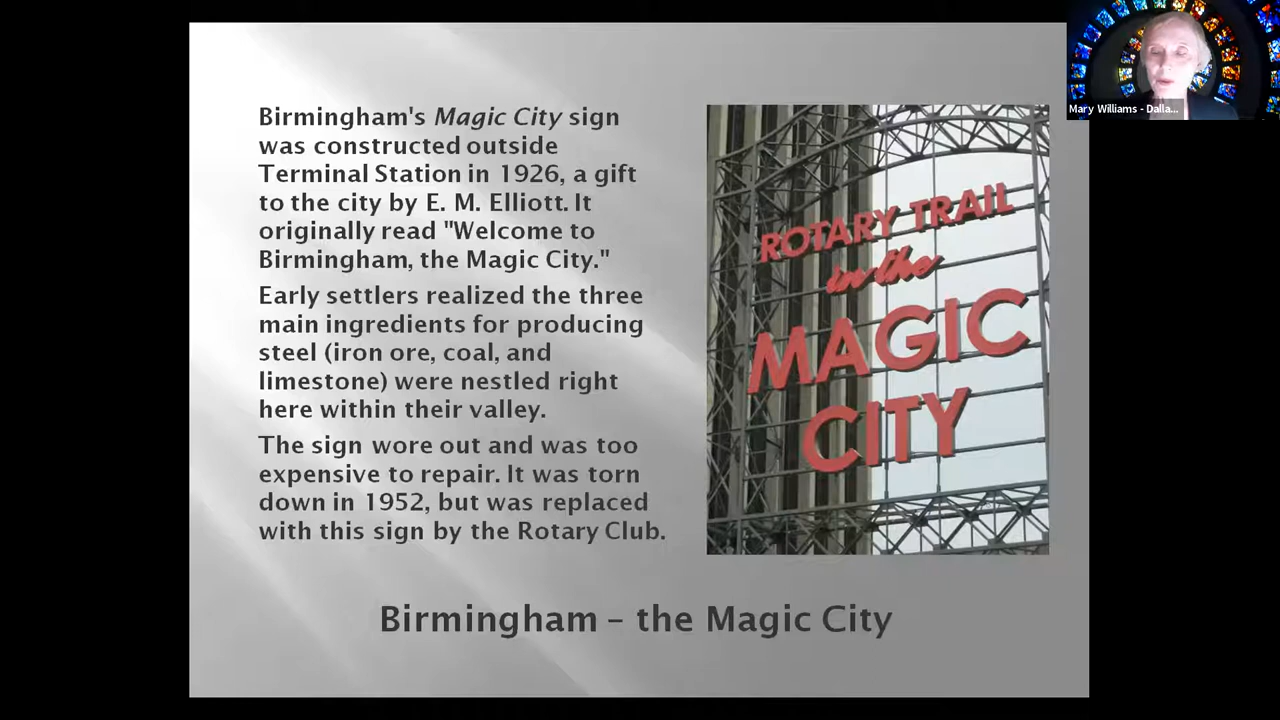 Birmingham's Magic City sign
was constructed outside
Terminal Station in 1926, a gift
to the city by E. M. Elliott. It
originally read "Welcome to
Birmingham, the Magic City."
Early settlers realized the three
main ingredients for producing
steel (iron ore, coal, and
limestone) were nestled right
here within their valley.
The sign wore out and was too
expensive to repair. It was torn
down in 1952, but was replaced
with this sign by the Rotary Club.
ROTARY TRAIL
in the
MAGIC
CITY
Birmingham – the Magic City
Mary Williams - Dalla...